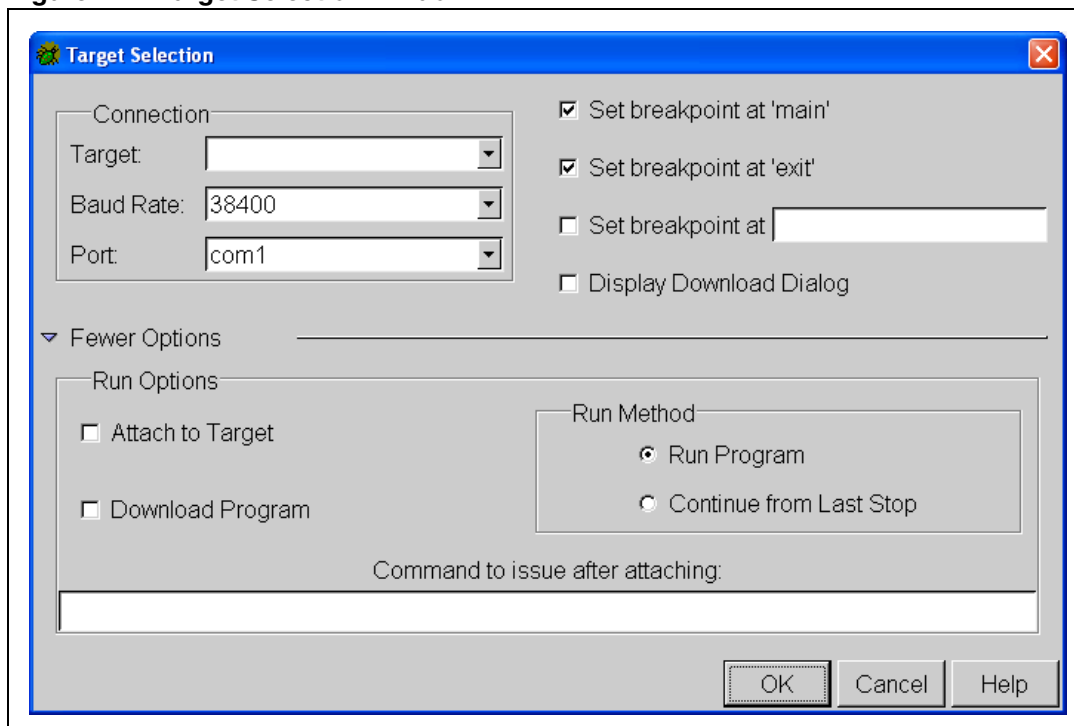 Target Selection
Connection
Target:
Baud Rate: 38400
Port: com1
Set breakpoint at 'main'
Set breakpoint at 'exit'
Set breakpoint at
Display Download Dialog
Fewer Options
Run Options
Attach to Target
Download Program
Run Method
Run Program
Continue from Last Stop
Command to issue after attaching:
OK Cancel Help